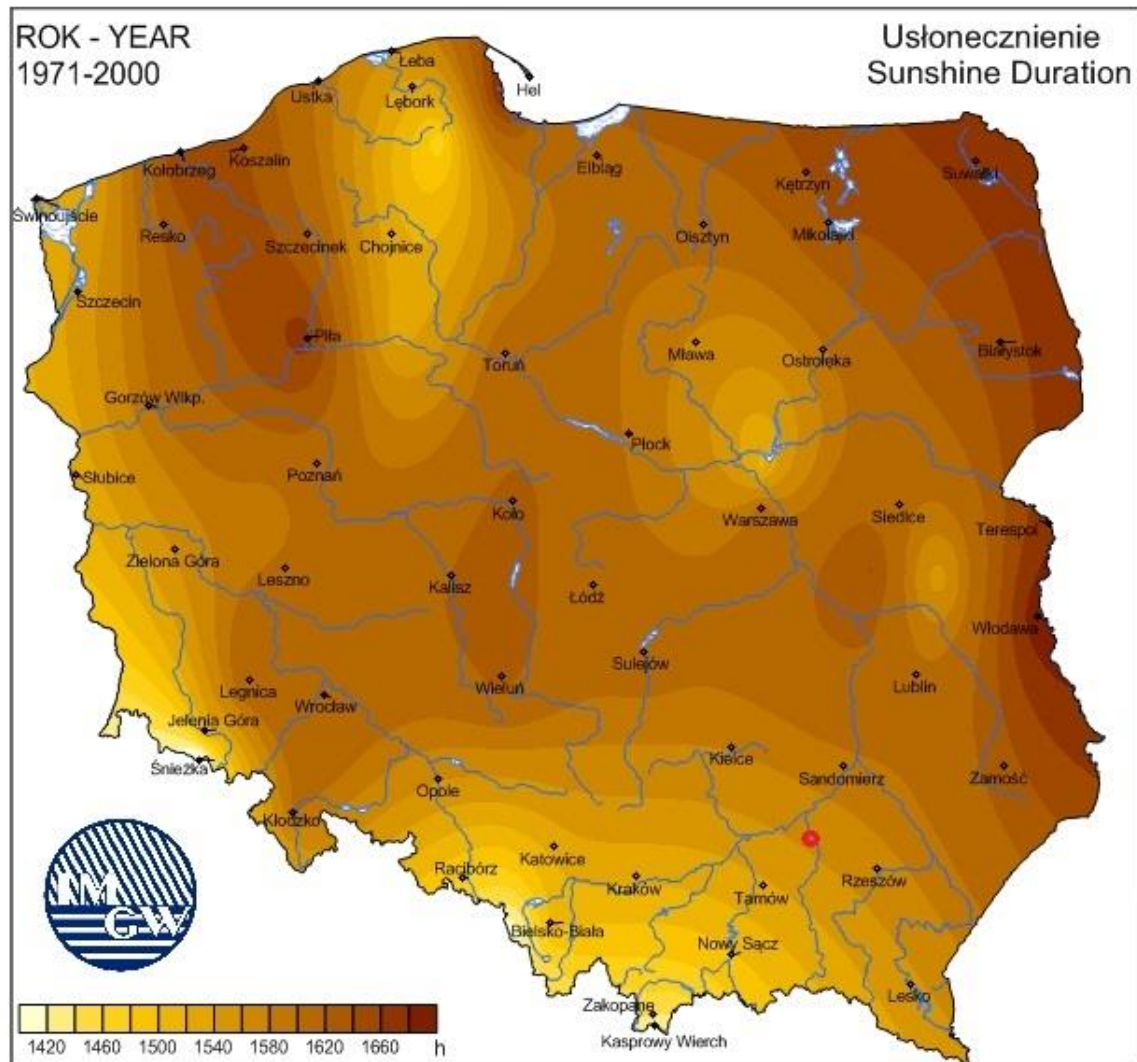 ROK - YEAR
1971-2000
Usłonecznienie
Sunshine Duration
Łeba
Hel
Ustka
Lębork
Koszalin
Kołobrzeg
Elbląg
Kętrzyn
Suwałki
Świnoujście
Resko
Szczecinek
Chojnice
Olsztyn
Mikołajki
Szczecin
Piła
Toruń
Mława
Ostrołęka
Białystok
Gorzów Wlkp.
Płock
Słubice
Poznań
Koło
Warszawa
Siedlce
Terespol
Zielona Góra
Leszno
Kalisz
Łódź
Włodawa
Sulejów
Legnica
Wrocław
Wieluń
Lublin
Jelenia Góra
Śnieżka
Kielce
Sandomierz
Zamość
Opole
Kłodzko
Katowice
Racibórz
Kraków
Tarnów
Rzeszów
Bielsko-Biała
Nowy Sącz
Lesko
Zakopane
Kasprowy Wierch
IMGW
1420 1460 1500 1540 1580 1620 1660 h